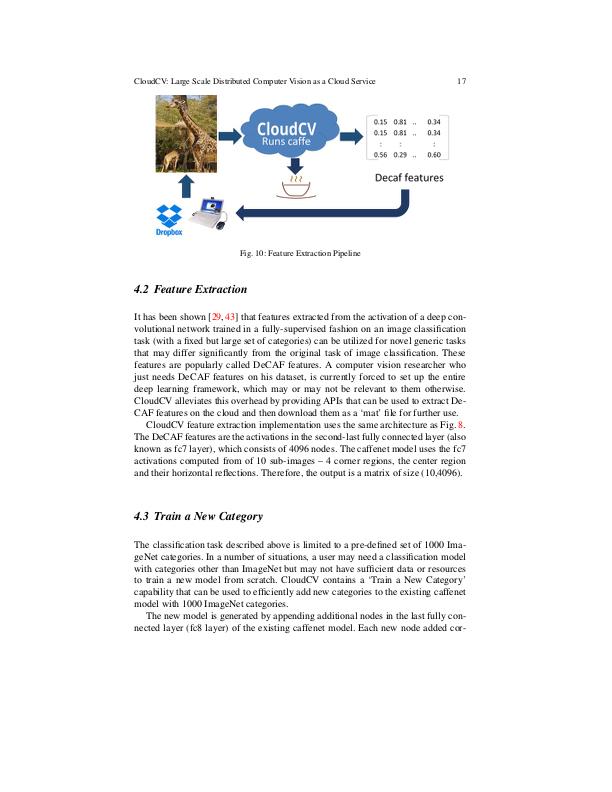 CloudCV: Large Scale Distributed Computer Vision as a Cloud Service 17
CloudCV
Runs caffe
0.15 0.81 .. 0.34
0.15 0.81 .. 0.34
: : :
0.56 0.29 .. 0.60
Decaf features
Dropbox
Fig. 10: Feature Extraction Pipeline
4.2 Feature Extraction
It has been shown [29, 43] that features extracted from the activation of a deep con-
volutional network trained in a fully-supervised fashion on an image classification
task (with a fixed but large set of categories) can be utilized for novel generic tasks
that may differ significantly from the original task of image classification. These
features are popularly called DeCAF features. A computer vision researcher who
just needs DeCAF features on his dataset, is currently forced to set up the entire
deep learning framework, which may or may not be relevant to them otherwise.
CloudCV alleviates this overhead by providing APIs that can be used to extract De-
CAF features on the cloud and then download them as a ‘mat’ file for further use.
CloudCV feature extraction implementation uses the same architecture as Fig. 8.
The DeCAF features are the activations in the second-last fully connected layer (also
known as fc7 layer), which consists of 4096 nodes. The caffenet model uses the fc7
activations computed from of 10 sub-images – 4 corner regions, the center region
and their horizontal reflections. Therefore, the output is a matrix of size (10,4096).
4.3 Train a New Category
The classification task described above is limited to a pre-defined set of 1000 Ima-
geNet categories. In a number of situations, a user may need a classification model
with categories other than ImageNet but may not have sufficient data or resources
to train a new model from scratch. CloudCV contains a ‘Train a New Category’
capability that can be used to efficiently add new categories to the existing caffenet
model with 1000 ImageNet categories.
The new model is generated by appending additional nodes in the last fully con-
nected layer (fc8 layer) of the existing caffenet model. Each new node added cor-